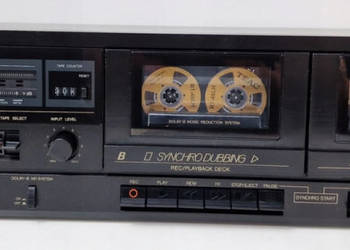 TAPE COUNTER
RESET
TAPE SELECT
INPUT LEVEL
DOLBY B NR SYSTEM
DOLBY B NOISE REDUCTION SYSTEM
B SYNCHRO DUBBING
REC/PLAYBACK DECK
REC PLAY REW FF STOP/EJECT PAUSE
SYNCHRO START